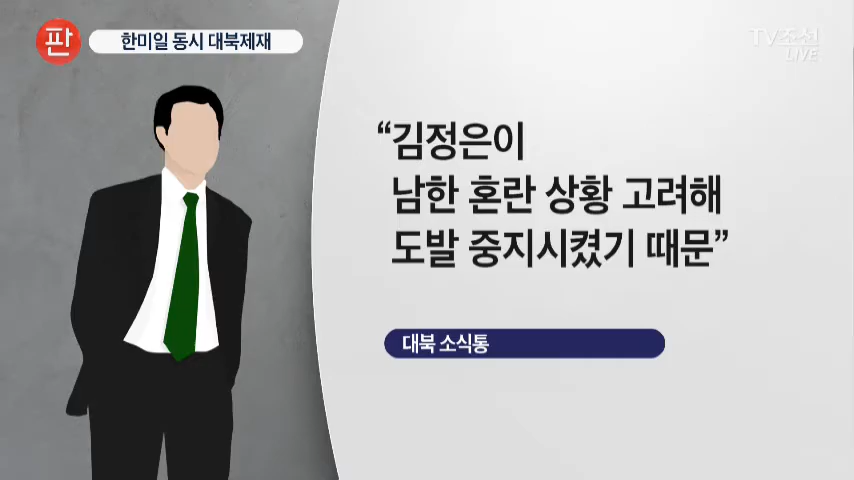 판
한미일 동시 대북제재
TV조선
LIVE
“김정은이
남한 혼란 상황 고려해
도발 중지시켰기 때문”
대북 소식통